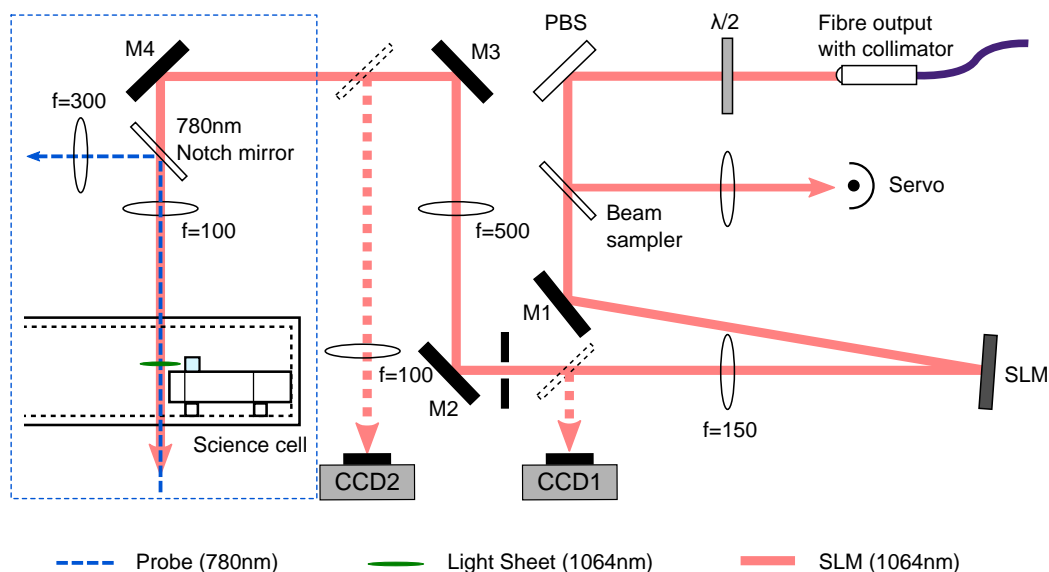 PBS
λ/2
Fibre output
with collimator
M4
M3
f=300
780nm
Notch mirror
Servo
Beam
sampler
f=100
f=500
M1
SLM
f=100
M2
f=150
Science cell
CCD2
CCD1
Probe (780nm)
Light Sheet (1064nm)
SLM (1064nm)